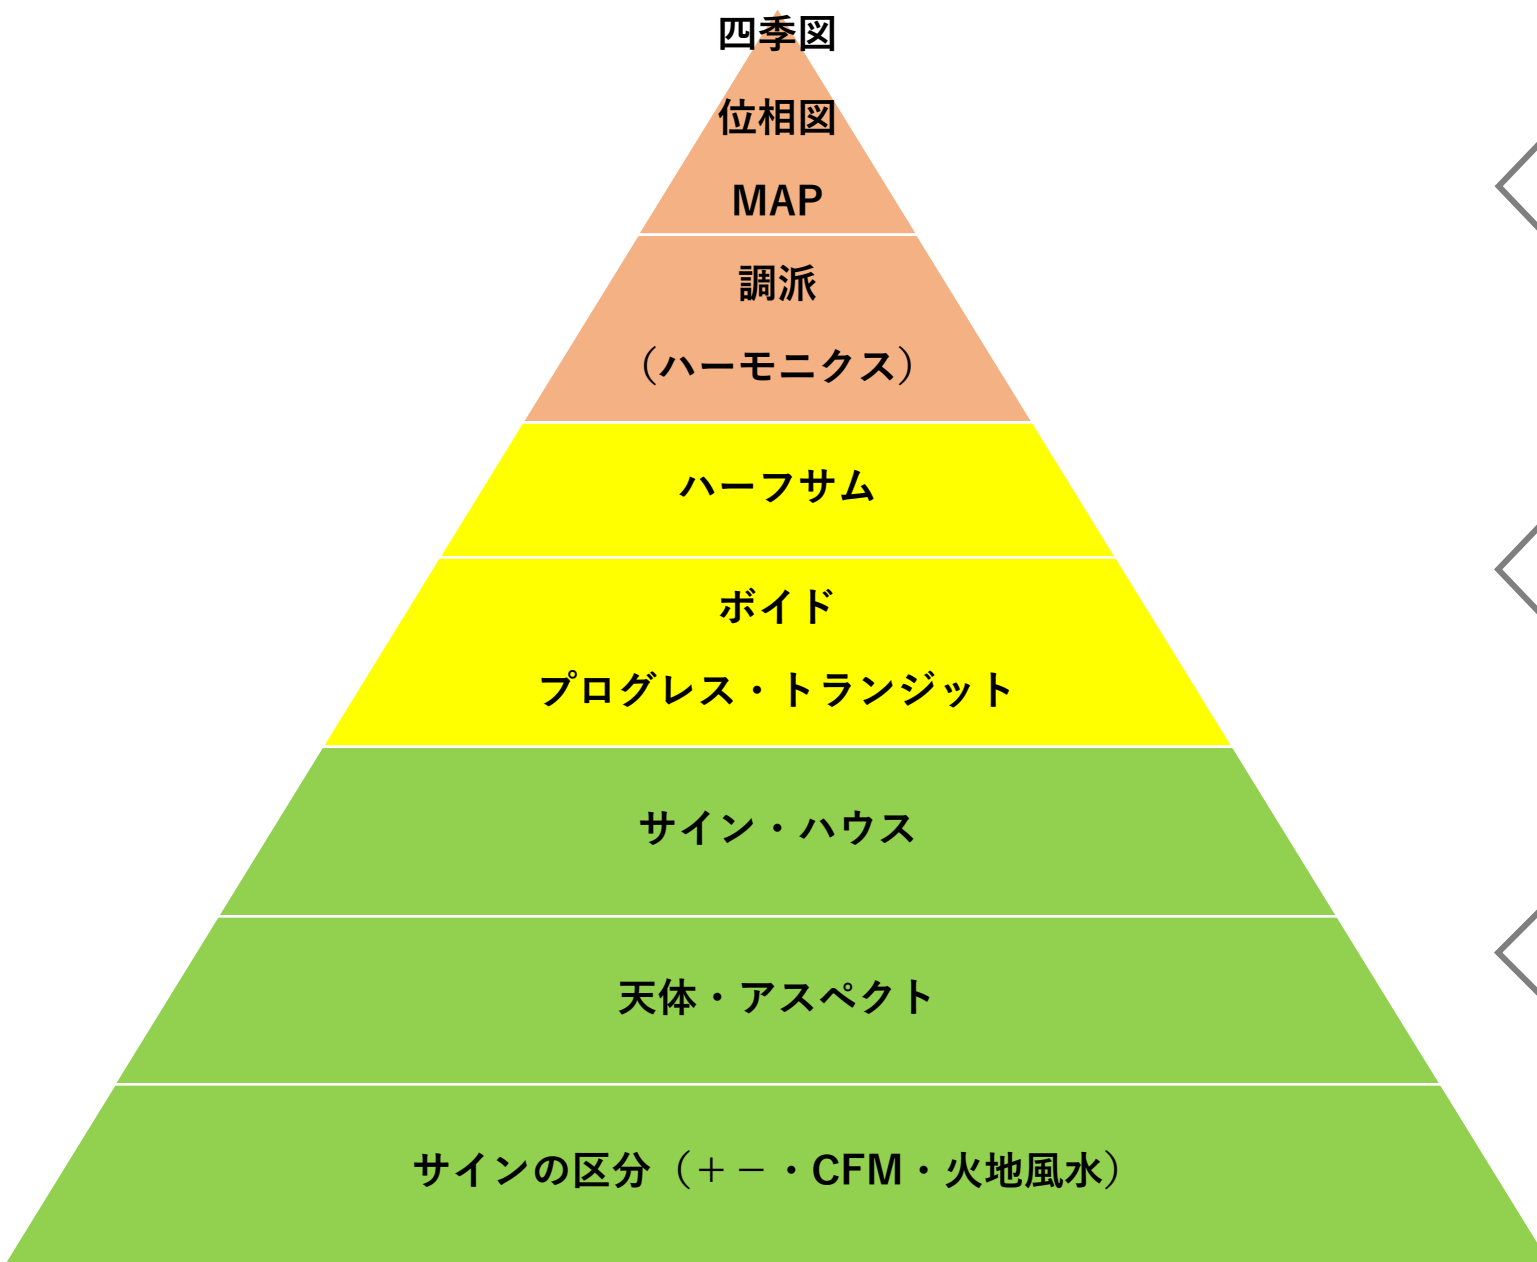 四季図
位相図
MAP
調派
（ハーモニクス）
ハーフサム
ボイド
プログレス・トランジット
サイン・ハウス
天体・アスペクト
サインの区分（＋－・CFM・火地風水）